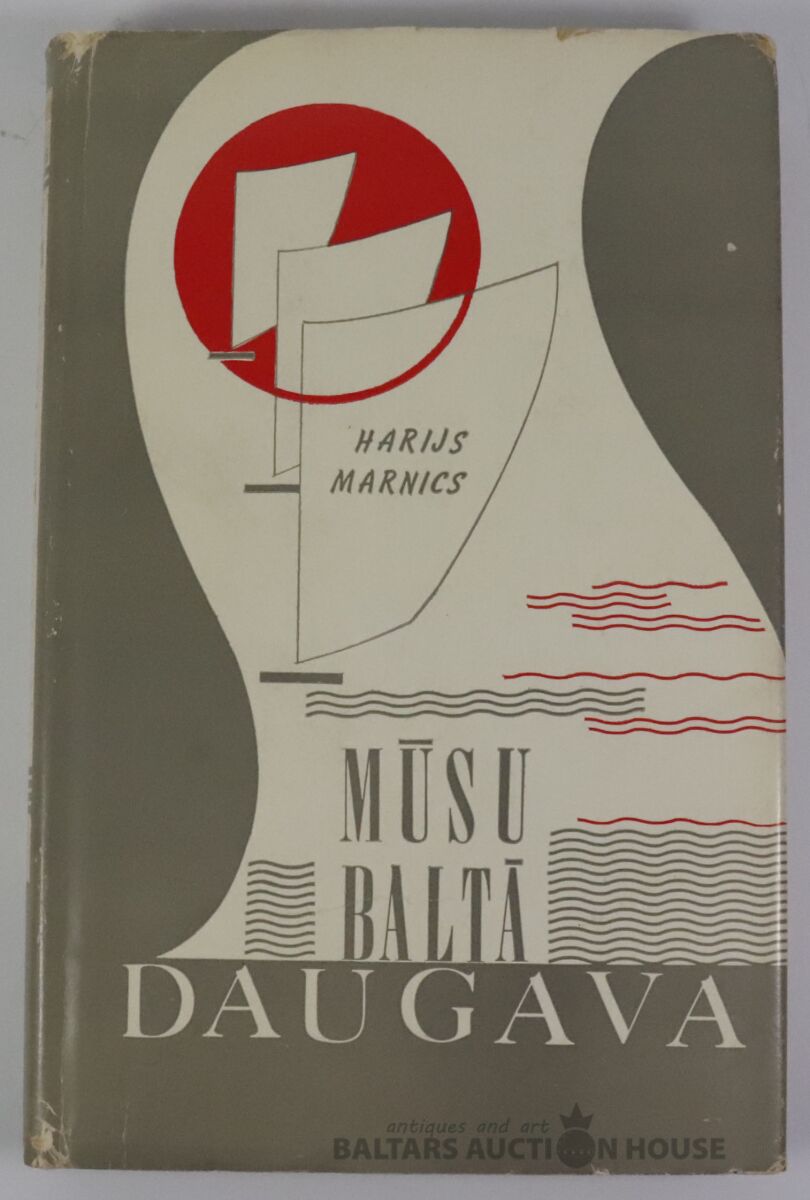 HARIJS
MARNICS
MŪSU
BALTĀ
DAUGAVA
antiques and art
BALTARS AUCTION HOUSE